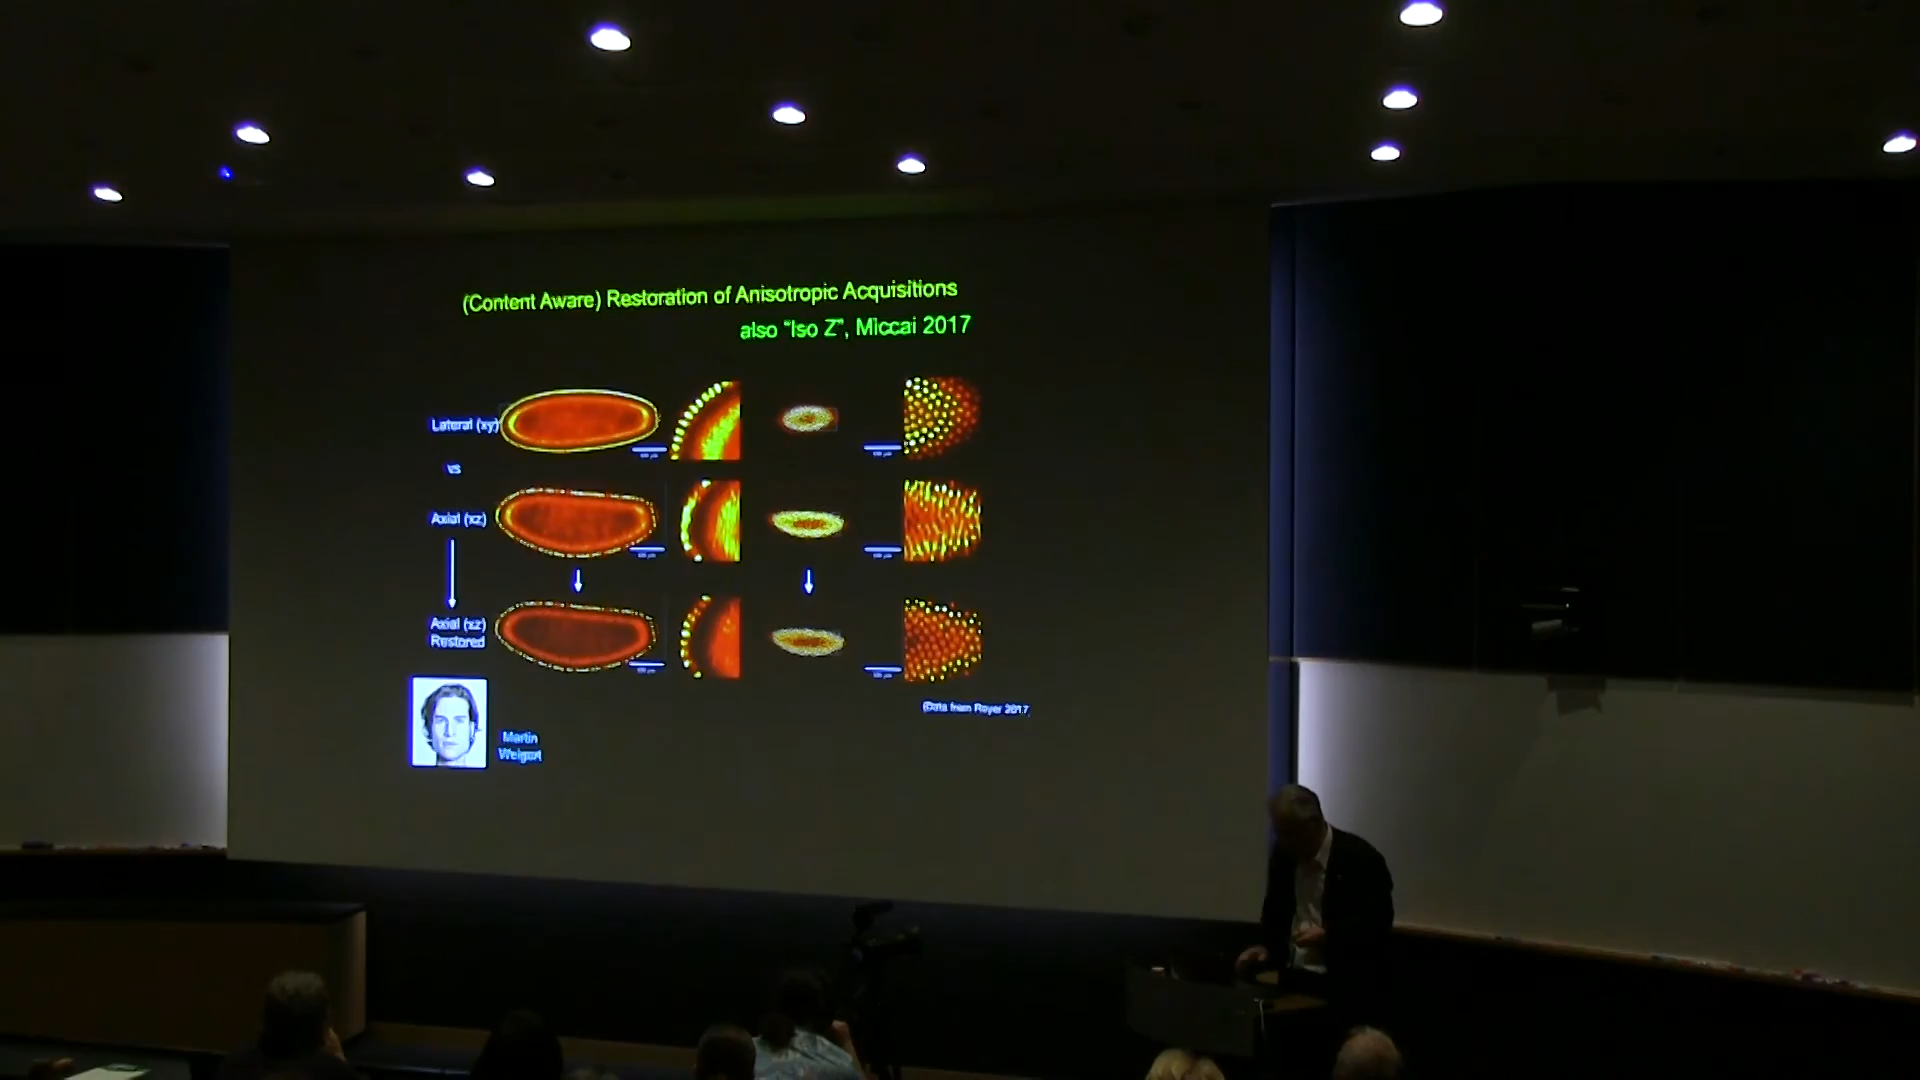 (Content Aware) Restoration of Anisotropic Acquisitions
also "Iso Z", Miccai 2017
Lateral (xy)
vs
Axial (xz)
Axial (xz)
Restored
(Data from Royer 2017
Martin
Weigert